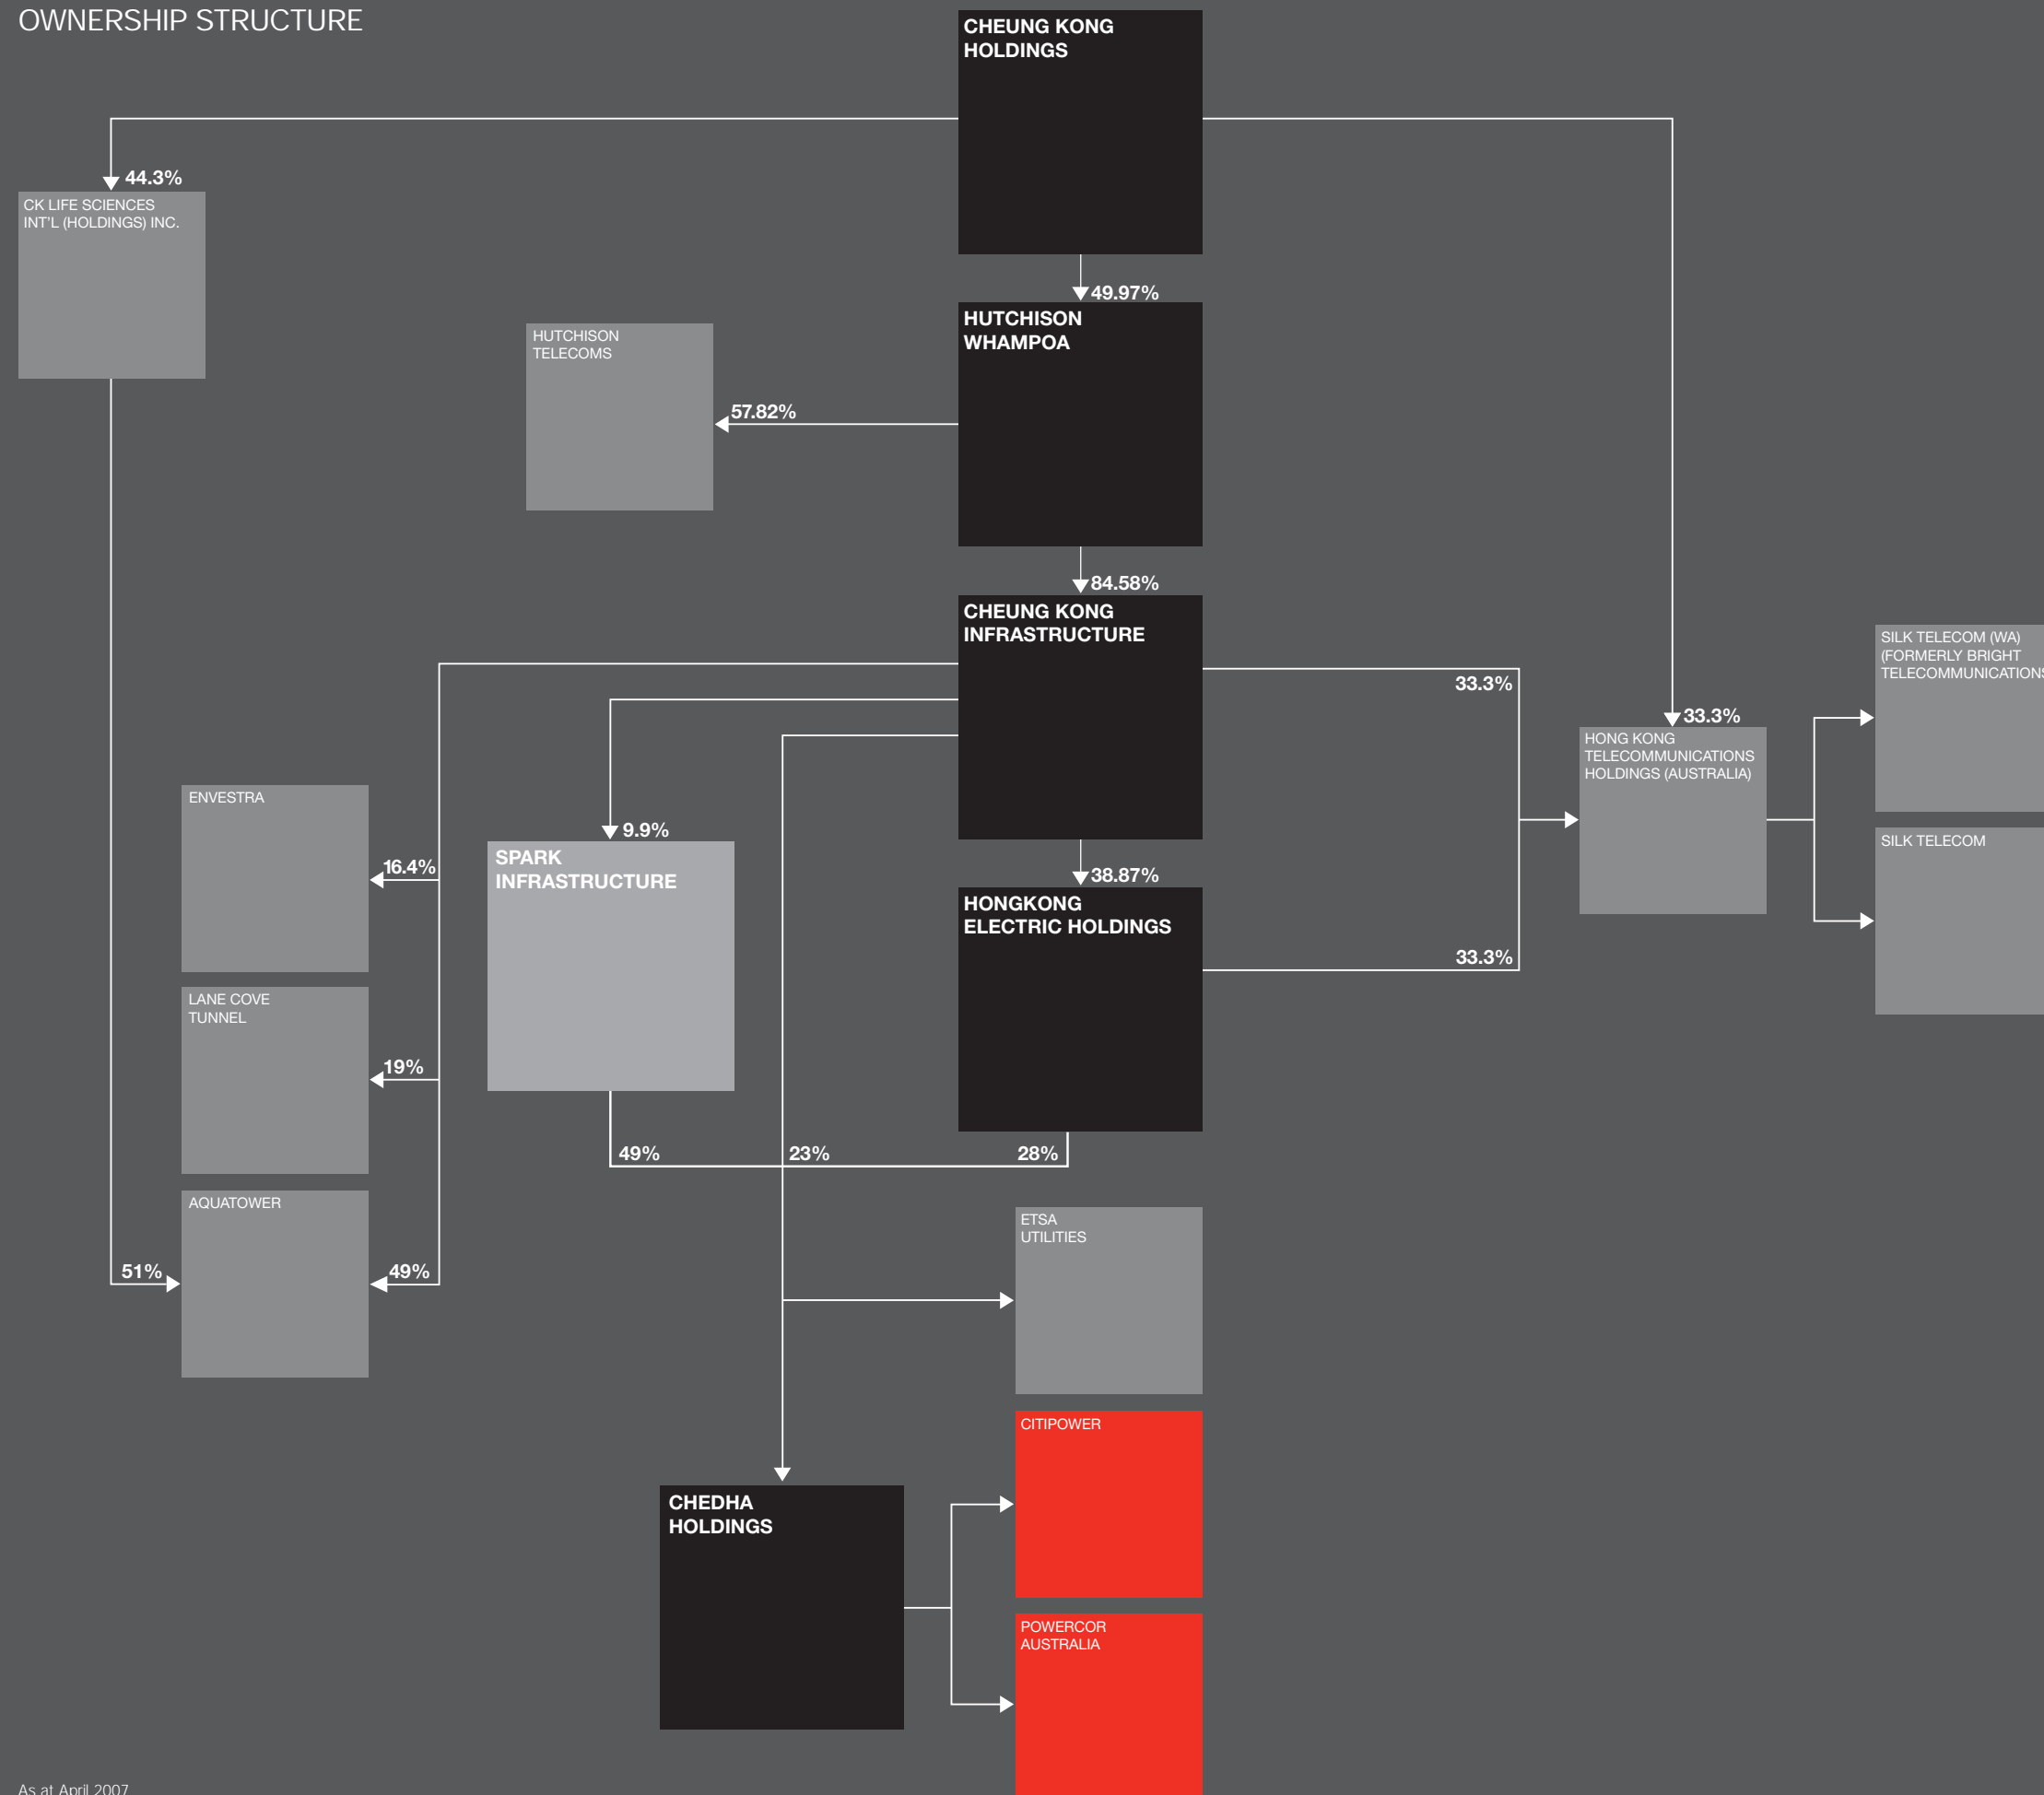 OWNERSHIP STRUCTURE
CHEUNG KONG
HOLDINGS
44.3%
CK LIFE SCIENCES
INT'L (HOLDINGS) INC.
49.97%
HUTCHISON
WHAMPOA
HUTCHISON
TELECOMS
57.82%
84.58%
CHEUNG KONG
INFRASTRUCTURE
33.3%
SILK TELECOM (WA)
(FORMERLY BRIGHT
TELECOMMUNICATIONS
33.3%
HONG KONG
TELECOMMUNICATIONS
HOLDINGS (AUSTRALIA)
ENVESTRA
9.9%
SPARK
INFRASTRUCTURE
16.4%
SILK TELECOM
38.87%
HONGKONG
ELECTRIC HOLDINGS
33.3%
LANE COVE
TUNNEL
19%
49%
23%
28%
AQUATOWER
51%
49%
ETSA
UTILITIES
CITIPOWER
CHEDHA
HOLDINGS
POWERCOR
AUSTRALIA
As at April 2007